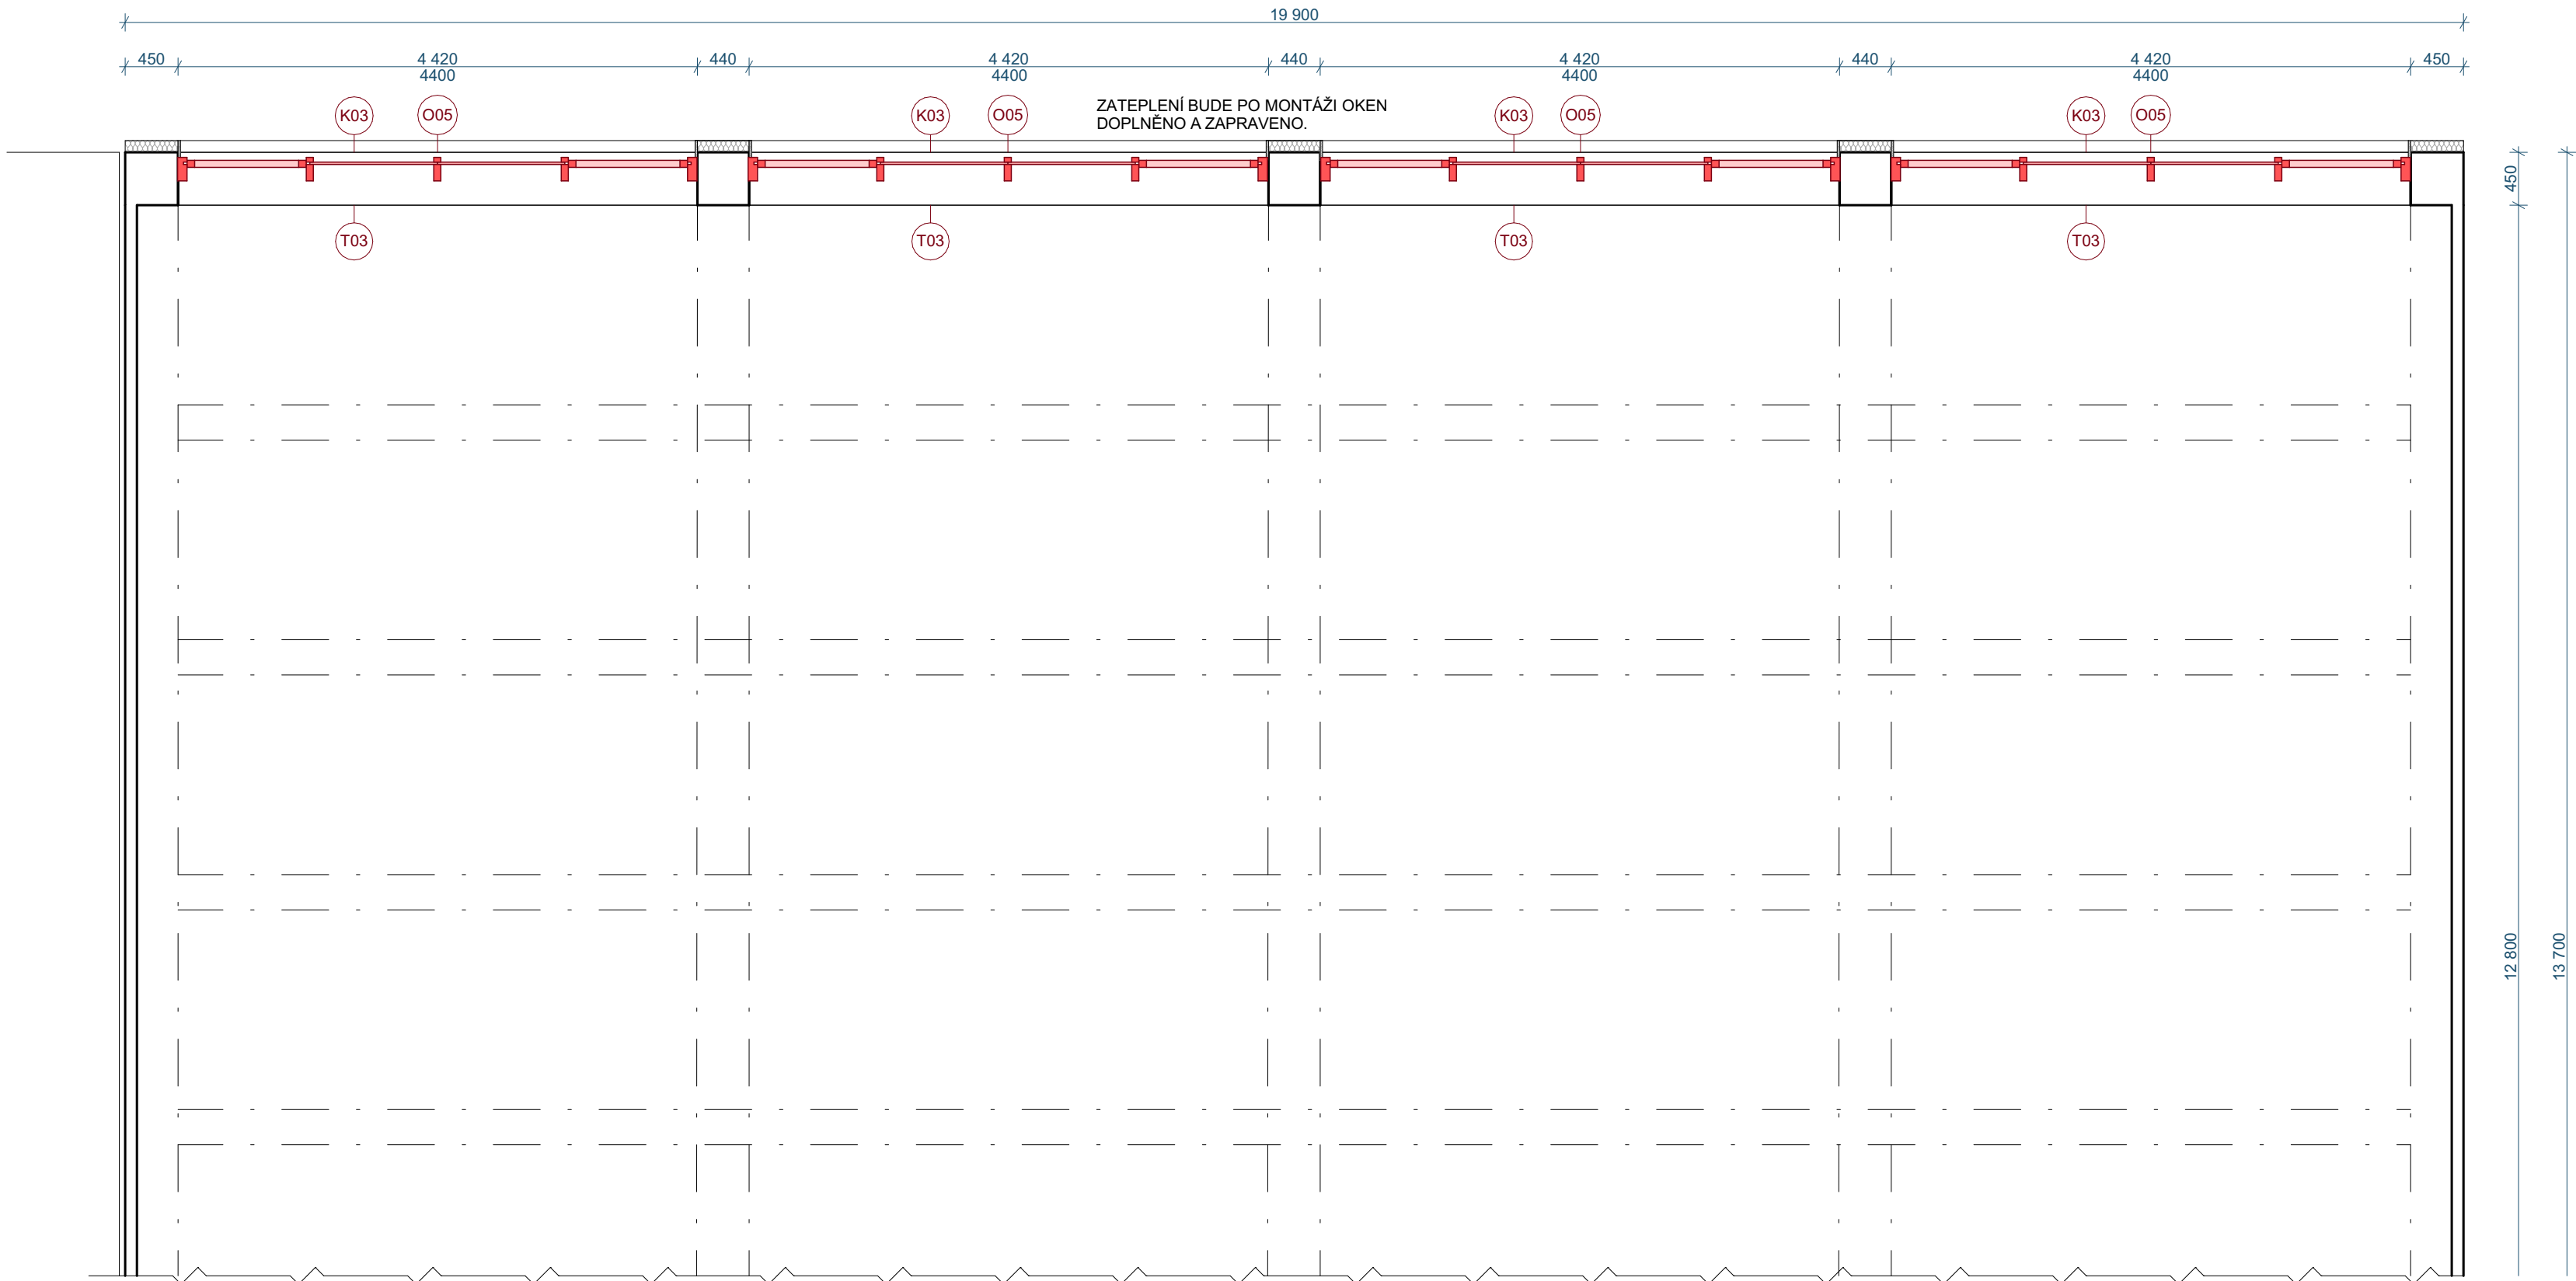 19 900
450 4 420 440 4 420 440 4 420 440 4 420 450
4400 4400 4400 4400
ZATEPLENÍ BUDE PO MONTÁŽI OKEN
DOPLNĚNO A ZAPRAVENO.
K03 O05 K03 O05 K03 O05 K03 O05
450
T03 T03 T03 T03
12 800
13 700